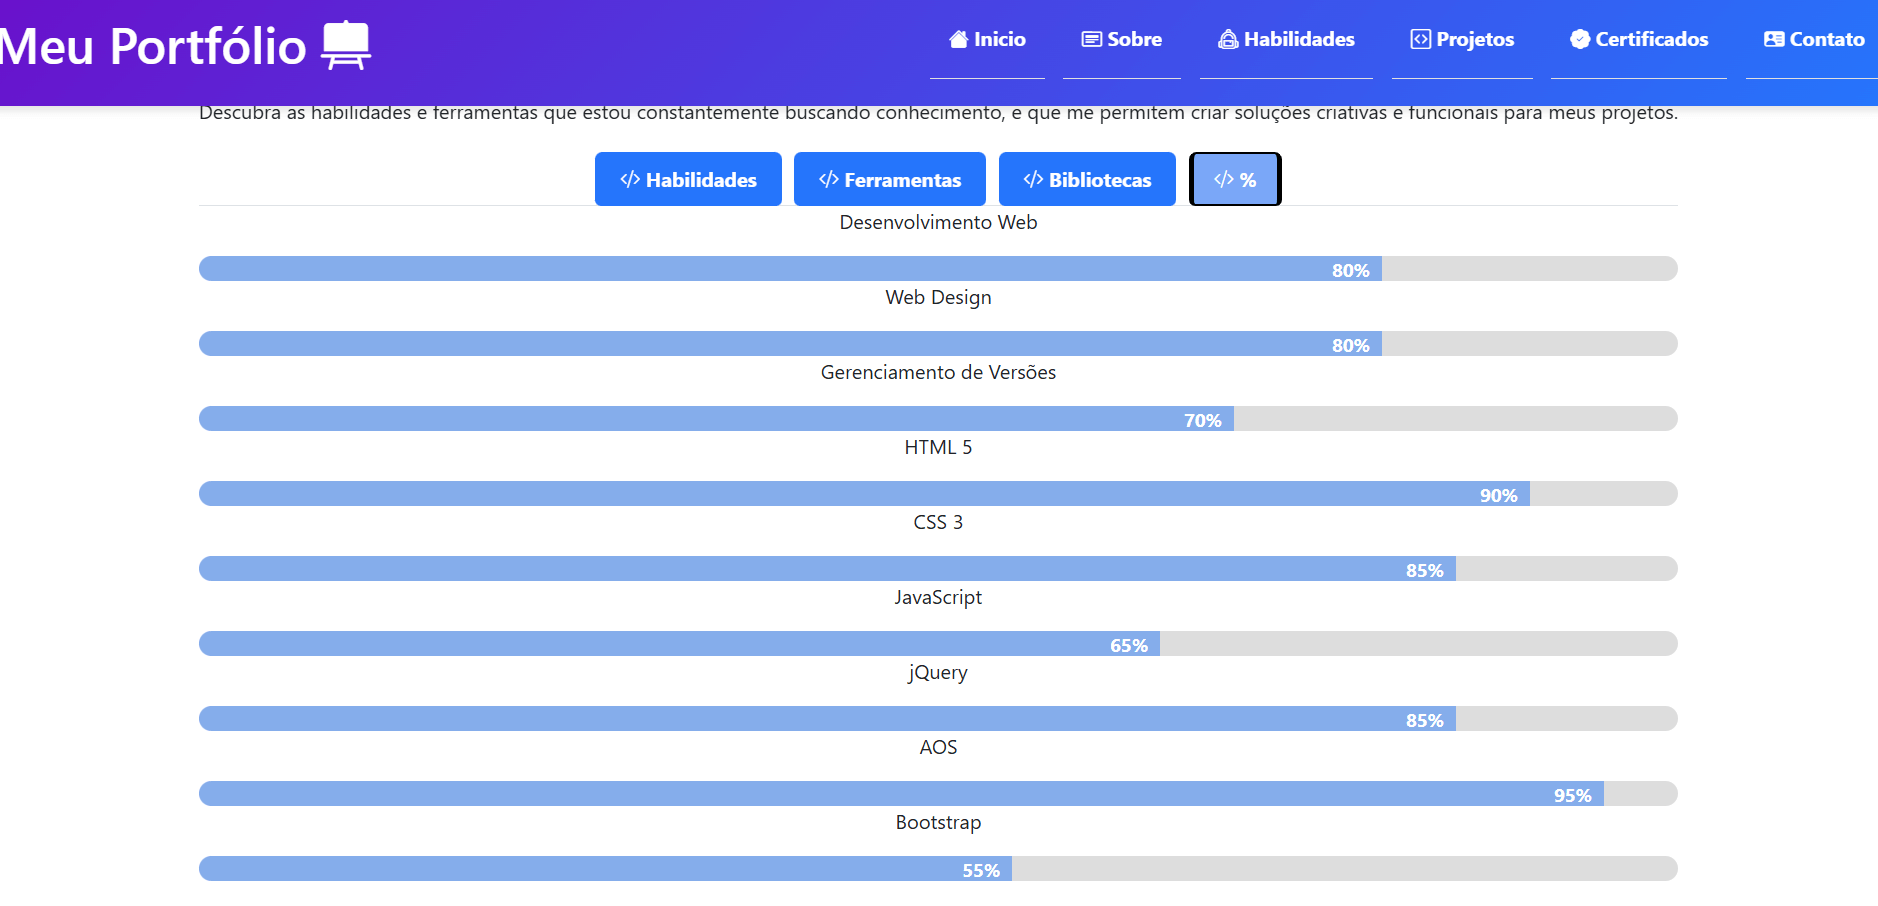 Meu Portfólio
Inicio Sobre Habilidades Projetos Certificados Contato
Descubra as habilidades e ferramentas que estou constantemente buscando conhecimento, e que me permitem criar soluções criativas e funcionais para meus projetos.
</> Habilidades </> Ferramentas </> Bibliotecas </> %
Desenvolvimento Web
80%
Web Design
80%
Gerenciamento de Versões
70%
HTML 5
90%
CSS 3
85%
JavaScript
65%
jQuery
85%
AOS
95%
Bootstrap
55%